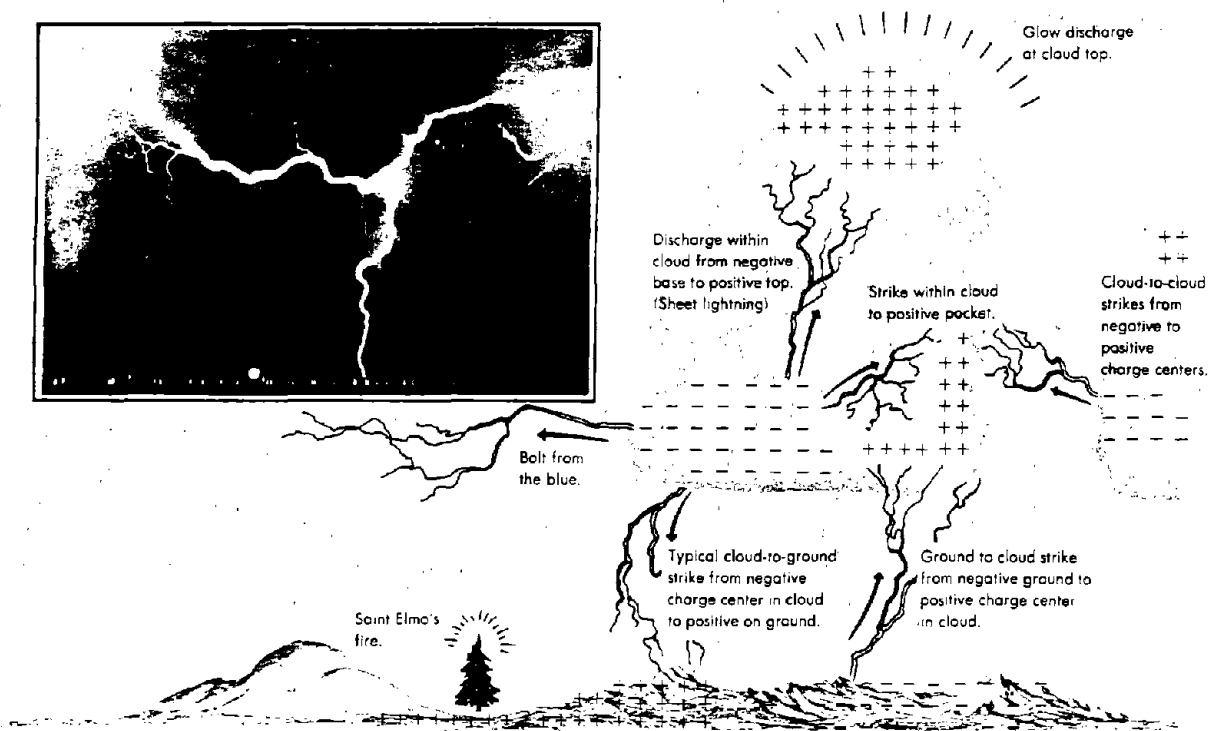 Glow discharge
at cloud top.
Discharge within
cloud from negative
base to positive top.
(Sheet lightning)
Strike within cloud
to positive pocket.
Cloud-to-cloud
strikes from
negative to
positive
charge centers.
Bolt from
the blue.
Typical cloud-to-ground
strike from negative
charge center in cloud
to positive on ground.
Ground to cloud strike
from negative ground to
positive charge center
in cloud.
Saint Elmo's
fire.